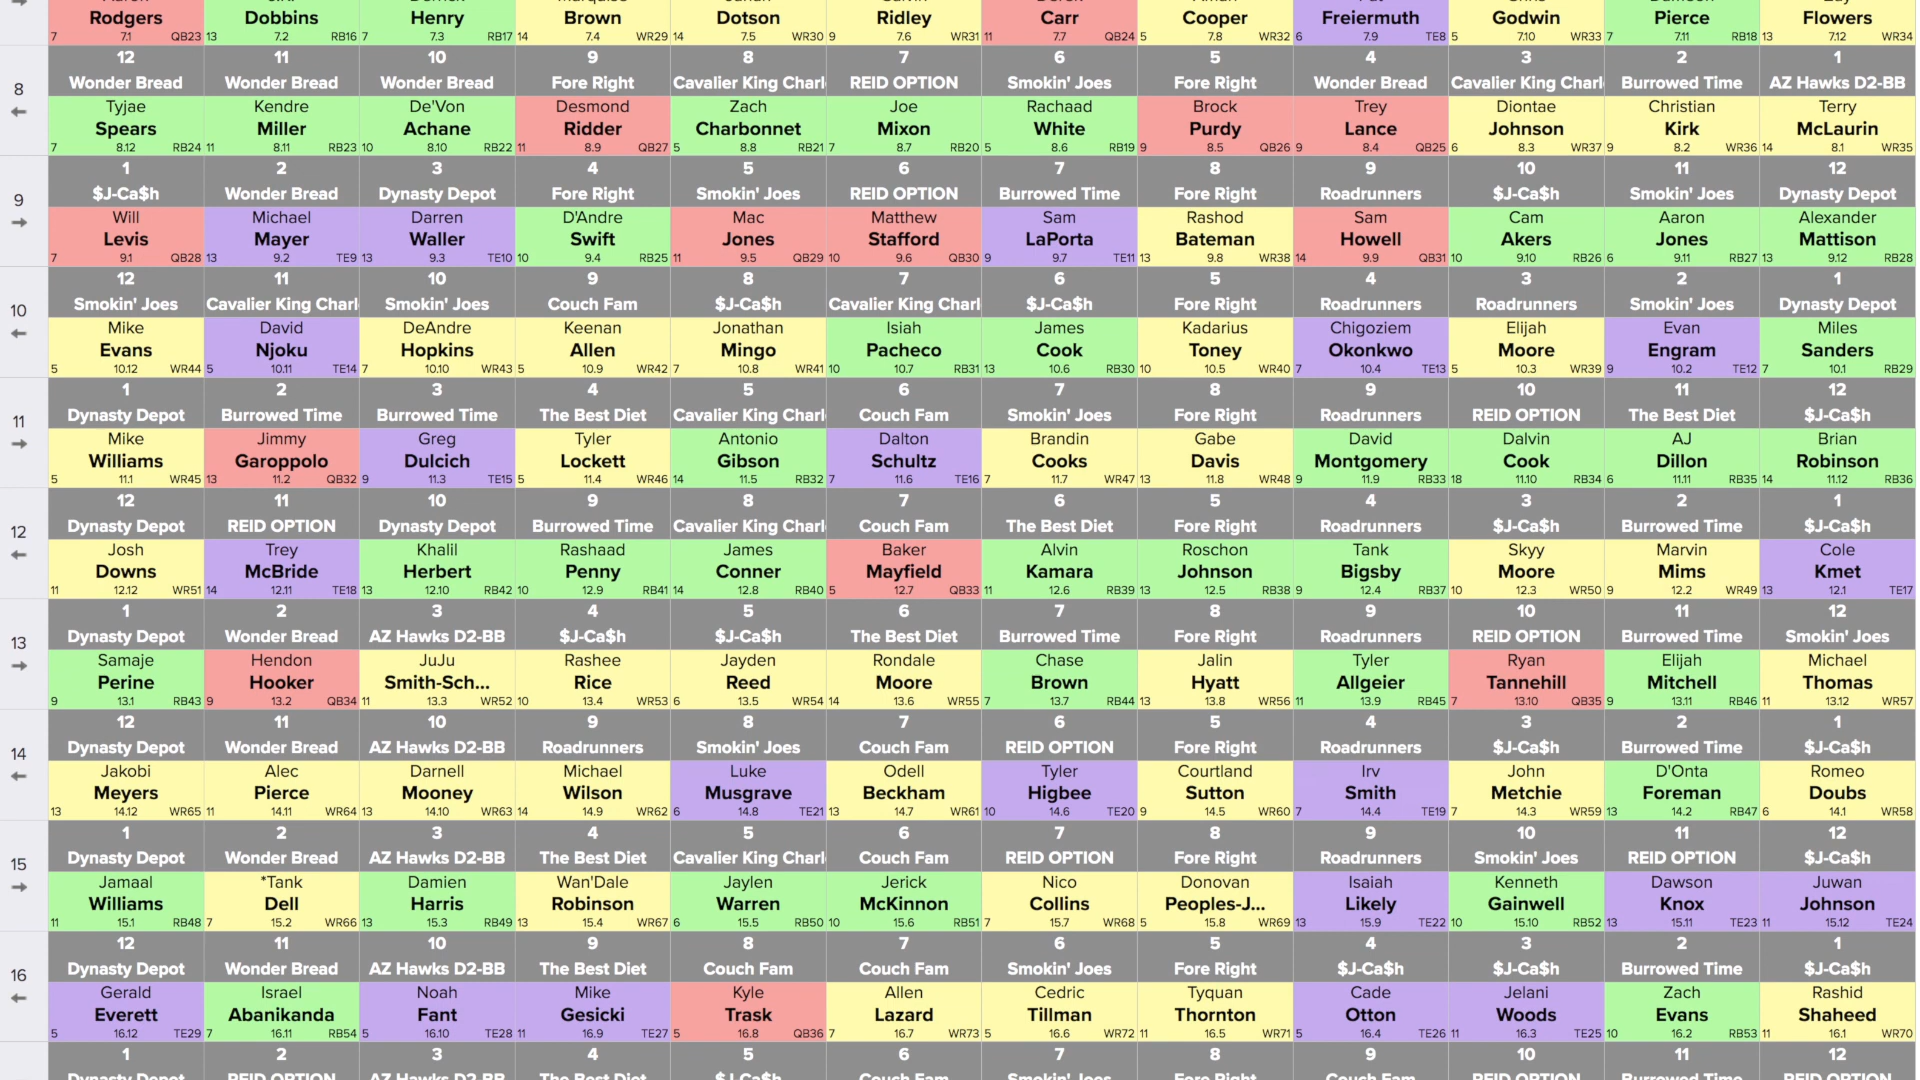 Rodgers Dobbins Henry Brown Dotson Ridley Carr Cooper Freiermuth Godwin Pierce Flowers
7 7.1 QB23 13 7.2 RB16 7 7.3 RB17 14 7.4 WR29 14 7.5 WR30 9 7.6 WR31 11 7.7 QB24 5 7.8 WR32 6 7.9 TE8 5 7.10 WR33 7 7.11 RB18 13 7.12 WR34
8
12 11 10 9 8 7 6 5 4 3 2 1
Wonder Bread Wonder Bread Wonder Bread Fore Right Cavalier King Charl REID OPTION Smokin' Joes Fore Right Wonder Bread Cavalier King Charl Burrowed Time AZ Hawks D2-BB
Tyjae Kendre De'Von Desmond Zach Joe Rachaad Brock Trey Diontae Christian Terry
Spears Miller Achane Ridder Charbonnet Mixon White Purdy Lance Johnson Kirk McLaurin
7 8.12 RB24 11 8.11 RB23 10 8.10 RB22 11 8.9 QB27 5 8.8 RB21 7 8.7 RB20 5 8.6 RB19 9 8.5 QB26 9 8.4 QB25 6 8.3 WR37 9 8.2 WR36 14 8.1 WR35
9
1 2 3 4 5 6 7 8 9 10 11 12
$J-Ca$h Wonder Bread Dynasty Depot Fore Right Smokin' Joes REID OPTION Burrowed Time Fore Right Roadrunners $J-Ca$h Smokin' Joes Dynasty Depot
Will Michael Darren D'Andre Mac Matthew Sam Rashod Sam Cam Aaron Alexander
Levis Mayer Waller Swift Jones Stafford LaPorta Bateman Howell Akers Jones Mattison
7 9.1 QB28 13 9.2 TE9 13 9.3 TE10 10 9.4 RB25 11 9.5 QB29 10 9.6 QB30 9 9.7 TE11 13 9.8 WR38 14 9.9 QB31 10 9.10 RB26 6 9.11 RB27 13 9.12 RB28
10
12 11 10 9 8 7 6 5 4 3 2 1
Smokin' Joes Cavalier King Charl Smokin' Joes Couch Fam $J-Ca$h Cavalier King Charl $J-Ca$h Fore Right Roadrunners Roadrunners Smokin' Joes Dynasty Depot
Mike David DeAndre Keenan Jonathan Isiah James Kadarius Chigoziem Elijah Evan Miles
Evans Njoku Hopkins Allen Mingo Pacheco Cook Toney Okonkwo Moore Engram Sanders
5 10.12 WR44 5 10.11 TE14 7 10.10 WR43 5 10.9 WR42 7 10.8 WR41 10 10.7 RB31 13 10.6 RB30 10 10.5 WR40 7 10.4 TE13 5 10.3 WR39 9 10.2 TE12 7 10.1 RB29
11
1 2 3 4 5 6 7 8 9 10 11 12
Dynasty Depot Burrowed Time Burrowed Time The Best Diet Cavalier King Charl Couch Fam Smokin' Joes Fore Right Roadrunners REID OPTION The Best Diet $J-Ca$h
Mike Jimmy Greg Tyler Antonio Dalton Brandin Gabe David Dalvin AJ Brian
Williams Garoppolo Dulcich Lockett Gibson Schultz Cooks Davis Montgomery Cook Dillon Robinson
5 11.1 WR45 13 11.2 QB32 9 11.3 TE15 5 11.4 WR46 14 11.5 RB32 7 11.6 TE16 7 11.7 WR47 13 11.8 WR48 9 11.9 RB33 18 11.10 RB34 6 11.11 RB35 14 11.12 RB36
12
12 11 10 9 8 7 6 5 4 3 2 1
Dynasty Depot REID OPTION Dynasty Depot Burrowed Time Cavalier King Charl Couch Fam The Best Diet Fore Right Roadrunners $J-Ca$h Burrowed Time $J-Ca$h
Josh Trey Khalil Rashaad James Baker Alvin Roschon Tank Skyy Marvin Cole
Downs McBride Herbert Penny Conner Mayfield Kamara Johnson Bigsby Moore Mims Kmet
11 12.12 WR51 14 12.11 TE18 13 12.10 RB42 10 12.9 RB41 14 12.8 RB40 5 12.7 QB33 11 12.6 RB39 13 12.5 RB38 9 12.4 RB37 10 12.3 WR50 9 12.2 WR49 13 12.1 TE17
13
1 2 3 4 5 6 7 8 9 10 11 12
Dynasty Depot Wonder Bread AZ Hawks D2-BB $J-Ca$h $J-Ca$h The Best Diet Burrowed Time Fore Right Roadrunners REID OPTION Burrowed Time Smokin' Joes
Samaje Hendon JuJu Rashee Jayden Rondale Chase Jalin Tyler Ryan Elijah Michael
Perine Hooker Smith-Sch... Rice Reed Moore Brown Hyatt Allgeier Tannehill Mitchell Thomas
9 13.1 RB43 9 13.2 QB34 11 13.3 WR52 10 13.4 WR53 6 13.5 WR54 14 13.6 WR55 7 13.7 RB44 13 13.8 WR56 11 13.9 RB45 7 13.10 QB35 9 13.11 RB46 11 13.12 WR57
14
12 11 10 9 8 7 6 5 4 3 2 1
Dynasty Depot Wonder Bread AZ Hawks D2-BB Roadrunners Smokin' Joes Couch Fam REID OPTION Fore Right Roadrunners $J-Ca$h Burrowed Time $J-Ca$h
Jakobi Alec Darnell Michael Luke Odell Tyler Courtland Irv John D'Onta Romeo
Meyers Pierce Mooney Wilson Musgrave Beckham Higbee Sutton Smith Metchie Foreman Doubs
13 14.12 WR65 11 14.11 WR64 13 14.10 WR63 14 14.9 WR62 6 14.8 TE21 13 14.7 WR61 10 14.6 TE20 9 14.5 WR60 7 14.4 TE19 7 14.3 WR59 13 14.2 RB47 6 14.1 WR58
15
1 2 3 4 5 6 7 8 9 10 11 12
Dynasty Depot Wonder Bread AZ Hawks D2-BB The Best Diet Cavalier King Charl Couch Fam REID OPTION Fore Right Roadrunners Smokin' Joes REID OPTION $J-Ca$h
Jamaal *Tank Damien Wan'Dale Jaylen Jerick Nico Donovan Isaiah Kenneth Dawson Juwan
Williams Dell Harris Robinson Warren McKinnon Collins Peoples-J... Likely Gainwell Knox Johnson
11 15.1 RB48 7 15.2 WR66 13 15.3 RB49 13 15.4 WR67 6 15.5 RB50 10 15.6 RB51 7 15.7 WR68 5 15.8 WR69 13 15.9 TE22 10 15.10 RB52 13 15.11 TE23 11 15.12 TE24
16
12 11 10 9 8 7 6 5 4 3 2 1
Dynasty Depot Wonder Bread AZ Hawks D2-BB The Best Diet Couch Fam Couch Fam Smokin' Joes Fore Right $J-Ca$h $J-Ca$h Burrowed Time $J-Ca$h
Gerald Israel Noah Mike Kyle Allen Cedric Tyquan Cade Jelani Zach Rashid
Everett Abanikanda Fant Gesicki Trask Lazard Tillman Thornton Otton Woods Evans Shaheed
5 16.12 TE29 7 16.11 RB54 5 16.10 TE28 11 16.9 TE27 5 16.8 QB36 7 16.7 WR73 5 16.6 WR72 11 16.5 WR71 5 16.4 TE26 11 16.3 TE25 10 16.2 RB53 11 16.1 WR70
1 2 3 4 5 6 7 8 9 10 11 12
Dynasty Depot REID OPTION AZ Hawks D2-BB The Best Diet $J-Ca$h Couch Fam Smokin' Joes Fore Right Couch Fam REID OPTION Burrowed Time REID OPTION